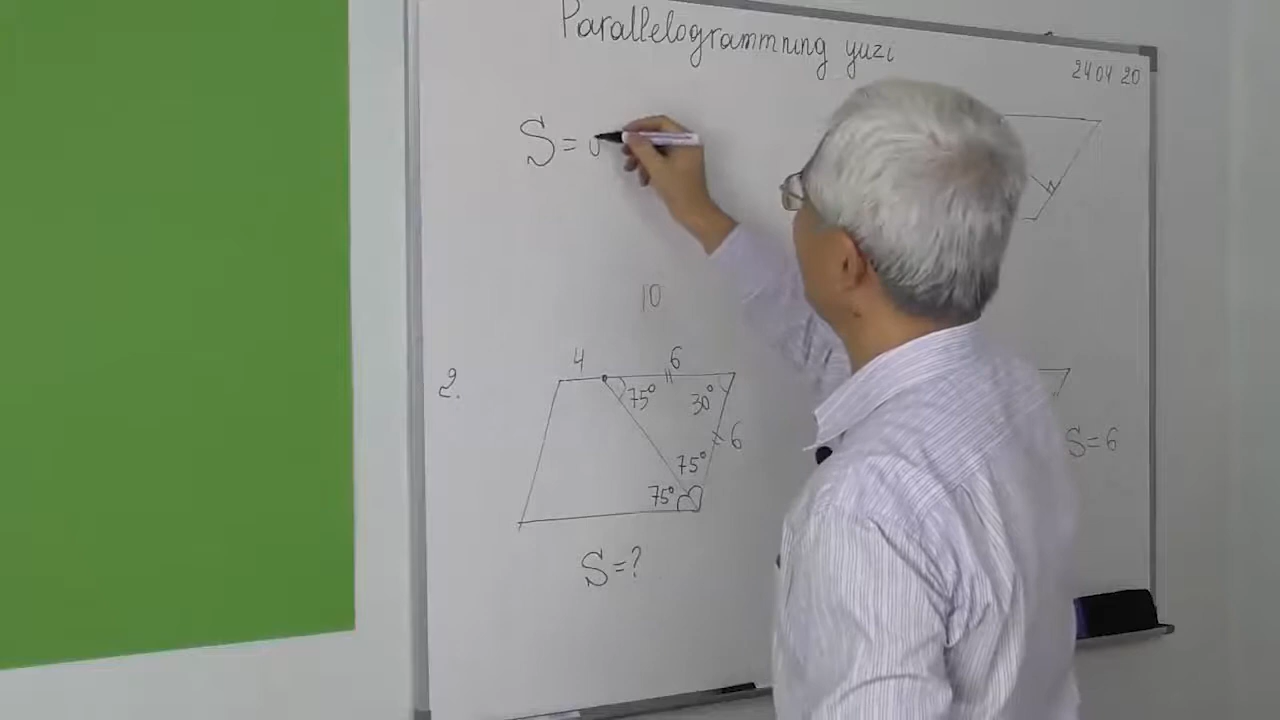 Parallelogrammning yuzi
24 04 20
S =
10
2.
4
6
75°
30°
6
75°
75°
S = 6
S = ?